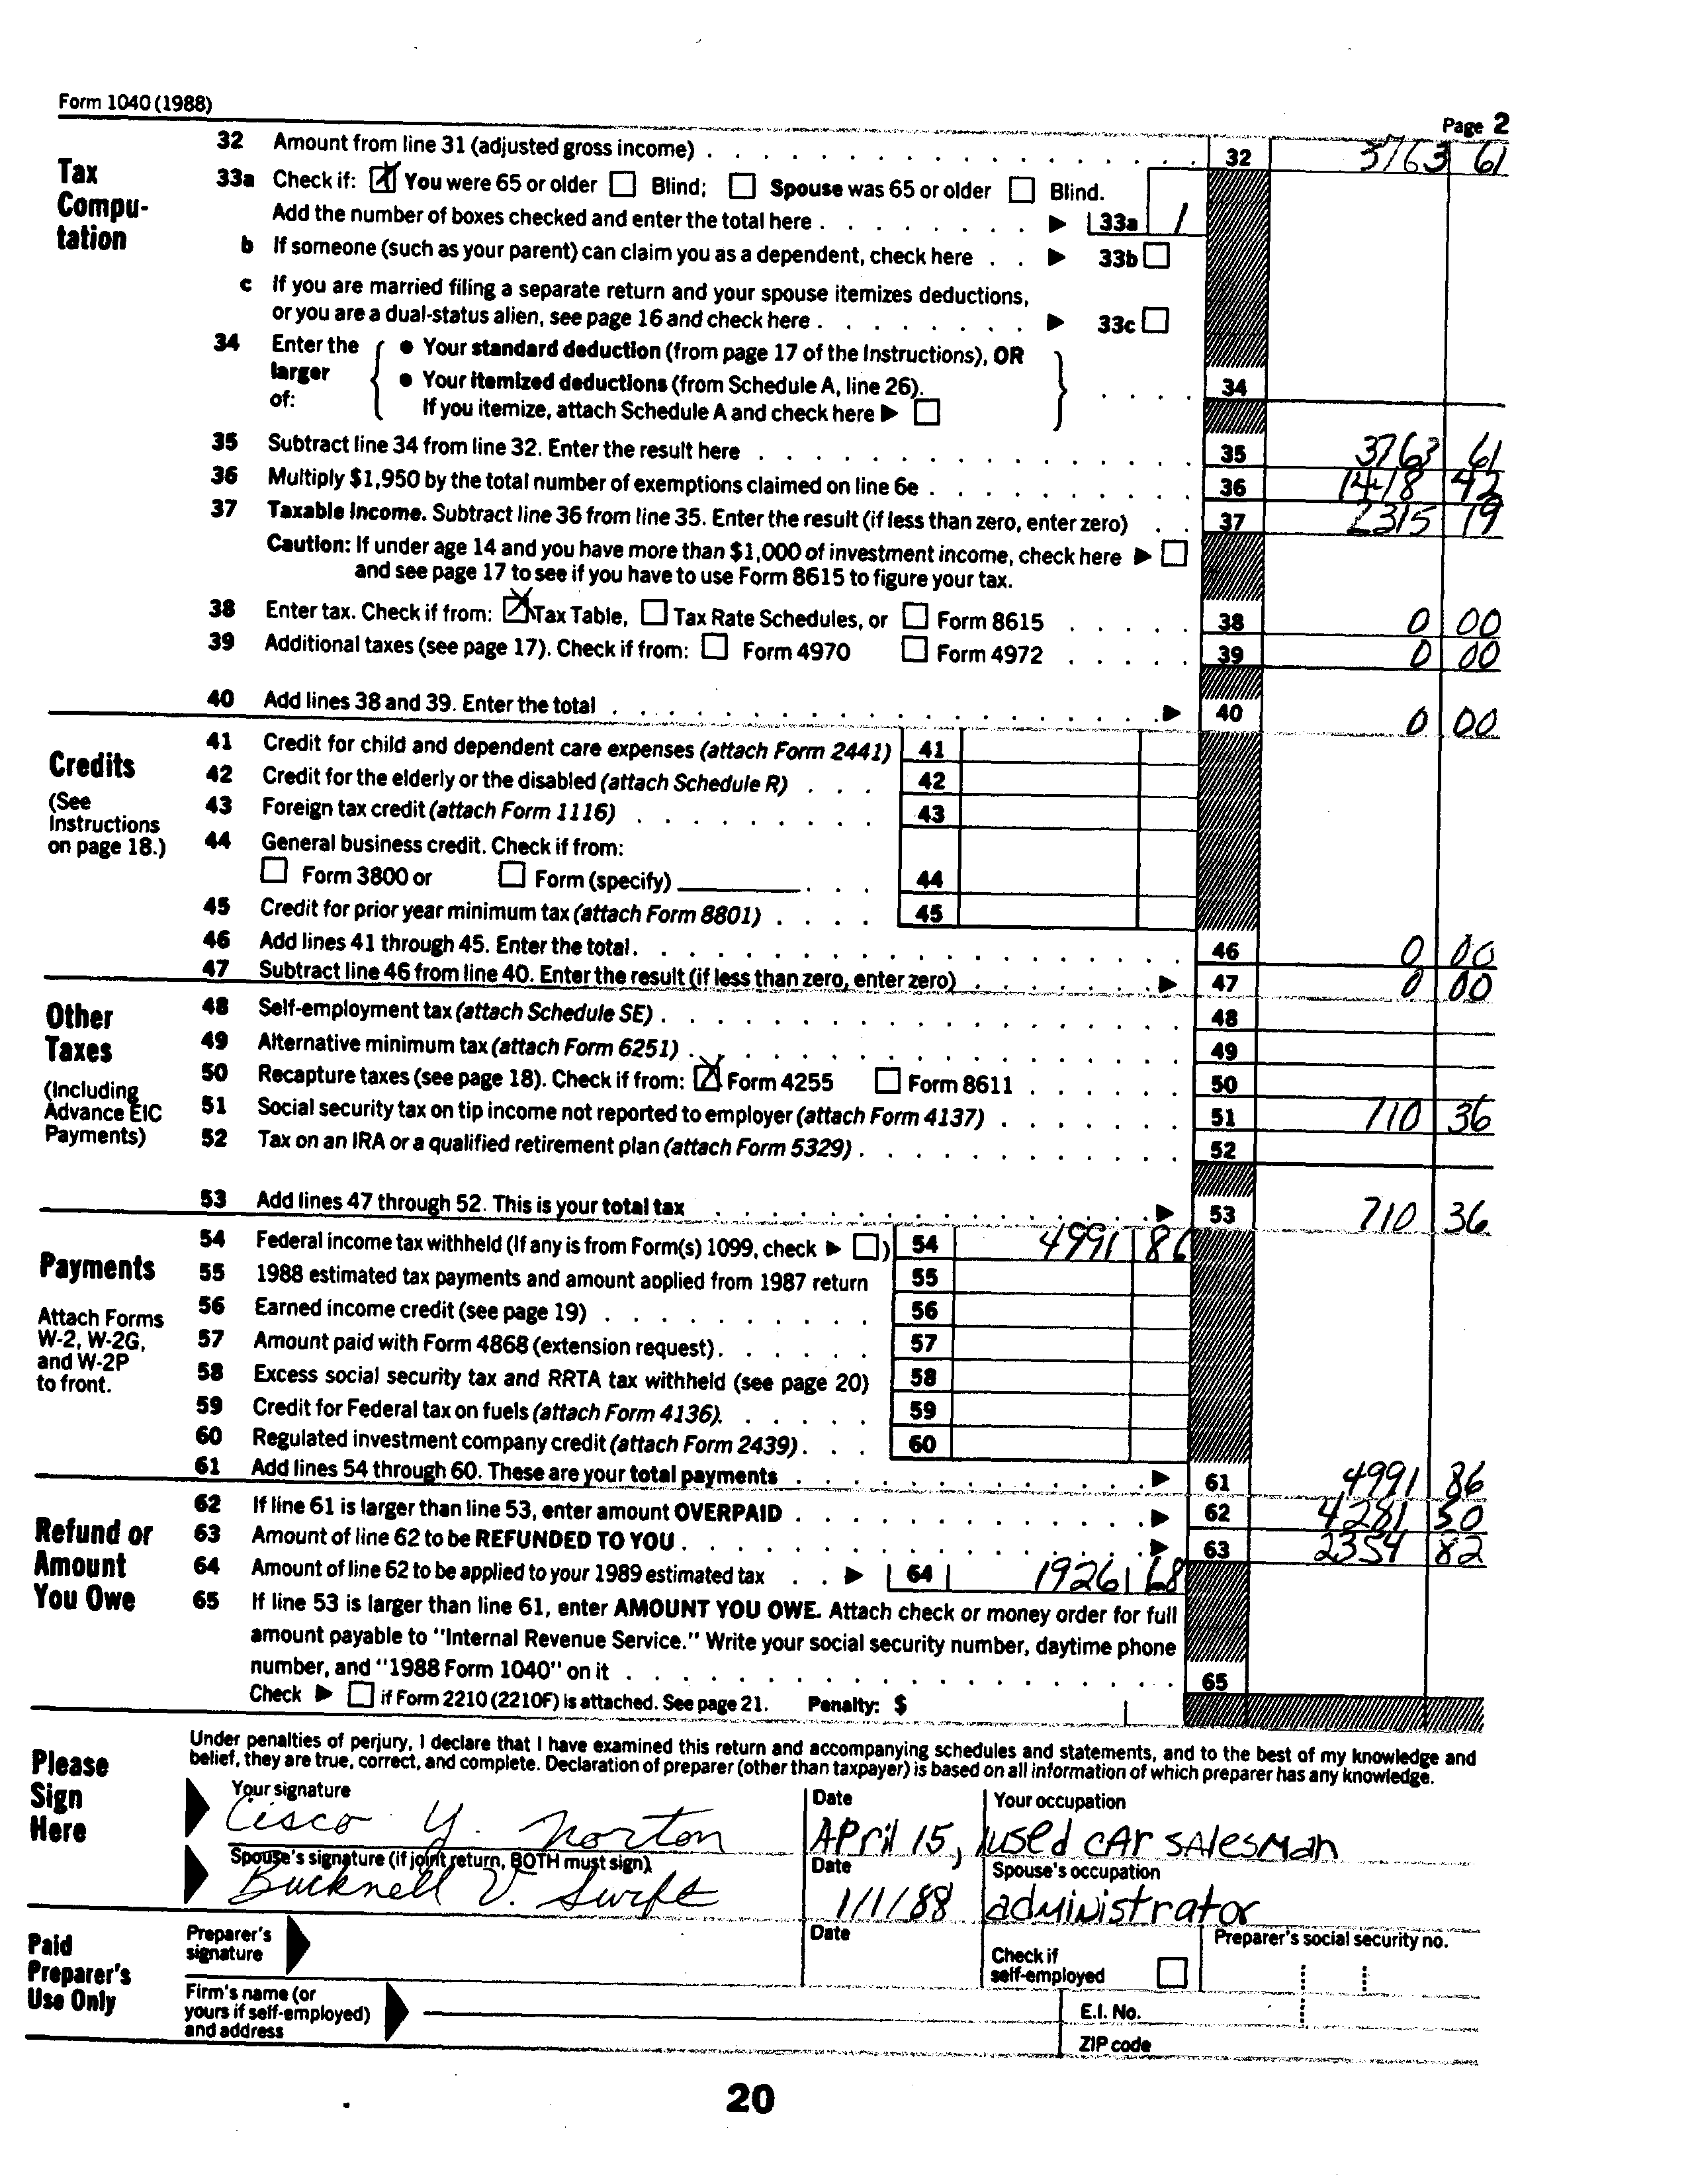 Form 1040 (1988)
Page 2
Tax Compu-
tation
32 Amount from line 31 (adjusted gross income) . . . . 32 3763 61
33a Check if: ☒ You were 65 or older ☐ Blind; ☐ Spouse was 65 or older ☐ Blind.
Add the number of boxes checked and enter the total here . . . . ▶ 33a 1
b If someone (such as your parent) can claim you as a dependent, check here . . ▶ 33b ☐
c If you are married filing a separate return and your spouse itemizes deductions,
or you are a dual-status alien, see page 16 and check here . . . . ▶ 33c ☐
34 Enter the larger of: { ● Your standard deduction (from page 17 of the Instructions), OR
● Your itemized deductions (from Schedule A, line 26). } . . . . 34
If you itemize, attach Schedule A and check here ▶ ☐
35 Subtract line 34 from line 32. Enter the result here . . . . 35 3763 61
36 Multiply $1,950 by the total number of exemptions claimed on line 6e . . . . 36 1418 42
37 Taxable income. Subtract line 36 from line 35. Enter the result (if less than zero, enter zero) . . 37 2315 19
Caution: If under age 14 and you have more than $1,000 of investment income, check here ▶ ☐
and see page 17 to see if you have to use Form 8615 to figure your tax.
38 Enter tax. Check if from: ☒ Tax Table, ☐ Tax Rate Schedules, or ☐ Form 8615 . . . . 38 0 00
39 Additional taxes (see page 17). Check if from: ☐ Form 4970 ☐ Form 4972 . . . . 39 0 00
40 Add lines 38 and 39. Enter the total . . . . ▶ 40 0 00
Credits
(See
Instructions
on page 18.)
41 Credit for child and dependent care expenses (attach Form 2441) 41
42 Credit for the elderly or the disabled (attach Schedule R) . . . 42
43 Foreign tax credit (attach Form 1116) . . . . 43
44 General business credit. Check if from:
☐ Form 3800 or ☐ Form (specify) ________ . . . 44
45 Credit for prior year minimum tax (attach Form 8801) . . . . 45
46 Add lines 41 through 45. Enter the total . . . . 46 0 00
47 Subtract line 46 from line 40. Enter the result (if less than zero, enter zero) . . . . ▶ 47 0 00
Other
Taxes
(Including
Advance EIC
Payments)
48 Self-employment tax (attach Schedule SE) . . . . 48
49 Alternative minimum tax (attach Form 6251) . . . . 49
50 Recapture taxes (see page 18). Check if from: ☒ Form 4255 ☐ Form 8611 . . . . 50
51 Social security tax on tip income not reported to employer (attach Form 4137) . . . . 51 710 36
52 Tax on an IRA or a qualified retirement plan (attach Form 5329) . . . . 52
53 Add lines 47 through 52. This is your total tax . . . . ▶ 53 710 36
Payments
Attach Forms
W-2, W-2G,
and W-2P
to front.
54 Federal income tax withheld (If any is from Form(s) 1099, check ▶ ☐) 54 4991 86
55 1988 estimated tax payments and amount applied from 1987 return 55
56 Earned income credit (see page 19) . . . . 56
57 Amount paid with Form 4868 (extension request) . . . . 57
58 Excess social security tax and RRTA tax withheld (see page 20) 58
59 Credit for Federal tax on fuels (attach Form 4136) . . . . 59
60 Regulated investment company credit (attach Form 2439) . . . 60
61 Add lines 54 through 60. These are your total payments . . . . ▶ 61 4991 86
Refund or
Amount
You Owe
62 If line 61 is larger than line 53, enter amount OVERPAID . . . . ▶ 62 4281 50
63 Amount of line 62 to be REFUNDED TO YOU . . . . ▶ 63 2354 82
64 Amount of line 62 to be applied to your 1989 estimated tax . . ▶ 64 1926 68
65 If line 53 is larger than line 61, enter AMOUNT YOU OWE. Attach check or money order for full
amount payable to "Internal Revenue Service." Write your social security number, daytime phone
number, and "1988 Form 1040" on it . . . . 65
Check ▶ ☐ if Form 2210 (2210F) is attached. See page 21. Penalty: $
Please
Sign
Here
Under penalties of perjury, I declare that I have examined this return and accompanying schedules and statements, and to the best of my knowledge and
belief, they are true, correct, and complete. Declaration of preparer (other than taxpayer) is based on all information of which preparer has any knowledge.
Your signature Date Your occupation
Cisco Y. Norton April 15, used car salesman
Spouse's signature (if joint return, BOTH must sign) Date Spouse's occupation
Bucknell V. Swift 1/1/88 administrator
Paid
Preparer's
Use Only
Preparer's signature Date Check if self-employed ☐ Preparer's social security no.
Firm's name (or
yours if self-employed)
and address
E.I. No.
ZIP code
20